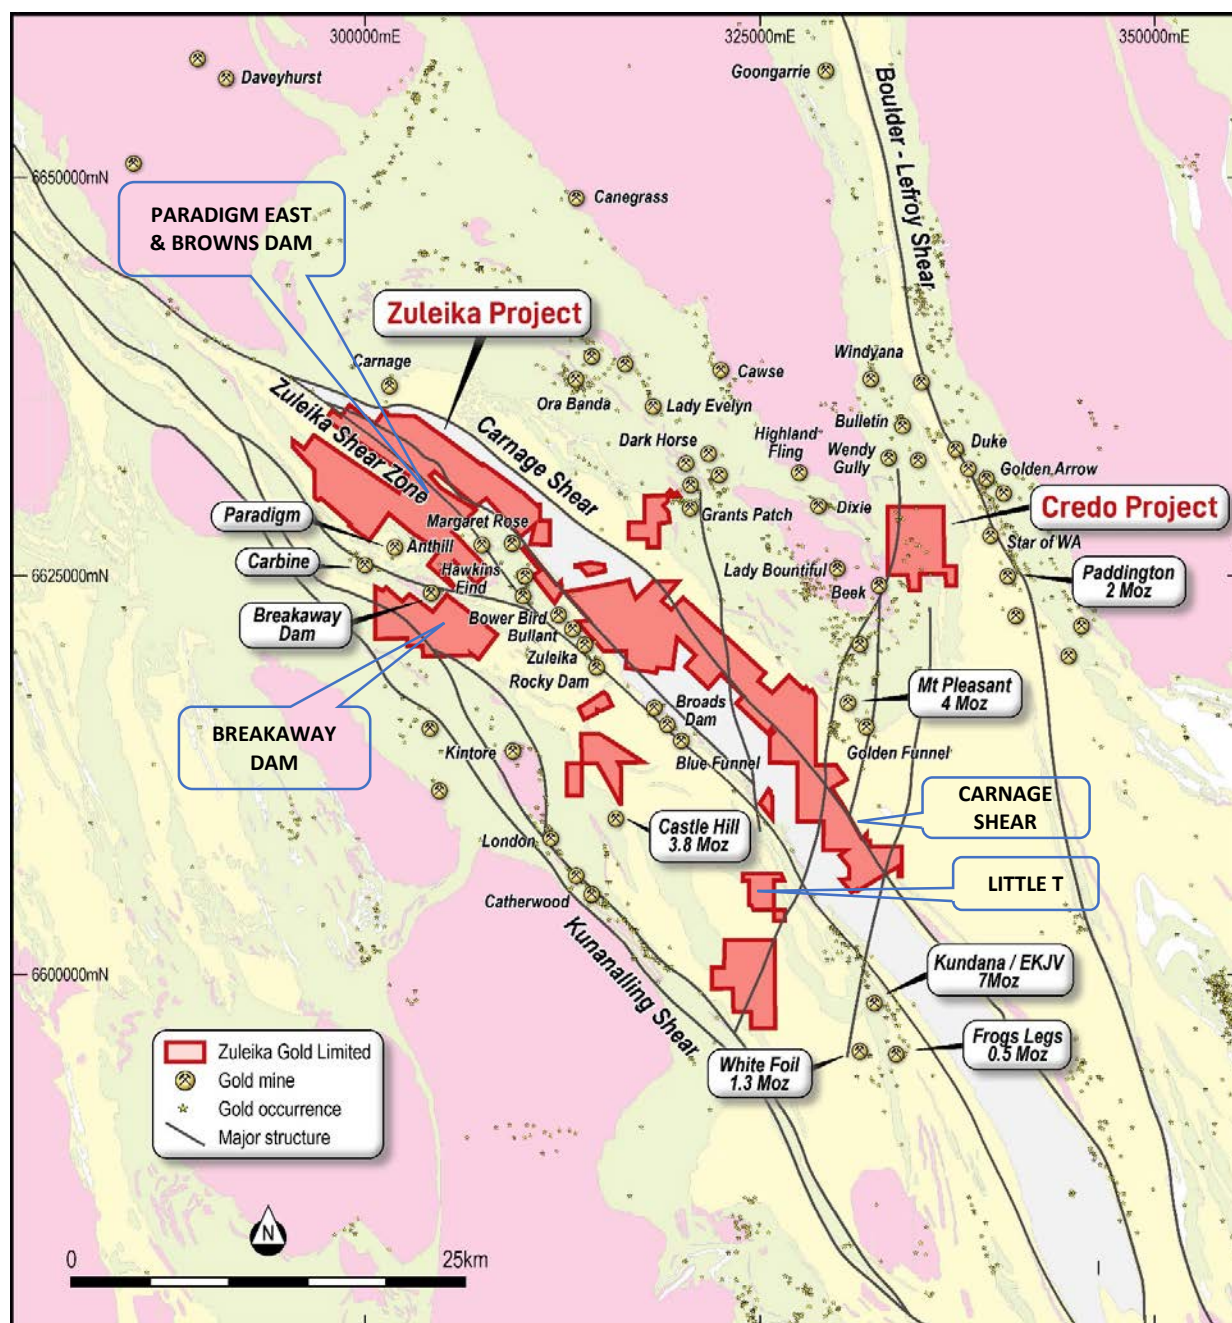 300000mE
325000mE
350000mE
Daveyhurst
Goongarrie
Boulder - Lefroy Shear
6650000mN
Canegrass
PARADIGM EAST
& BROWNS DAM
Zuleika Project
Carnage
Windyana
Cawse
Ora Banda
Lady Evelyn
Zuleika Shear Zone
Carnage Shear
Bulletin
Dark Horse
Highland
Fling
Wendy
Gully
Duke
Golden Arrow
Credo Project
Paradigm
Margaret Rose
Grants Patch
Dixie
Star of WA
Anthill
Carbine
6625000mN
Hawkins
Find
Lady Bountiful
Beek
Paddington
2 Moz
Breakaway
Dam
Bower Bird
Bullant
Zuleika
Rocky Dam
Mt Pleasant
4 Moz
Broads
Dam
BREAKAWAY
DAM
Kintore
Blue Funnel
Golden Funnel
CARNAGE
SHEAR
London
Castle Hill
3.8 Moz
LITTLE T
Catherwood
Kunanalling Shear
6600000mN
Kundana / EKJV
7Moz
Frogs Legs
0.5 Moz
White Foil
1.3 Moz
Zuleika Gold Limited
Gold mine
Gold occurrence
Major structure
N
0
25km